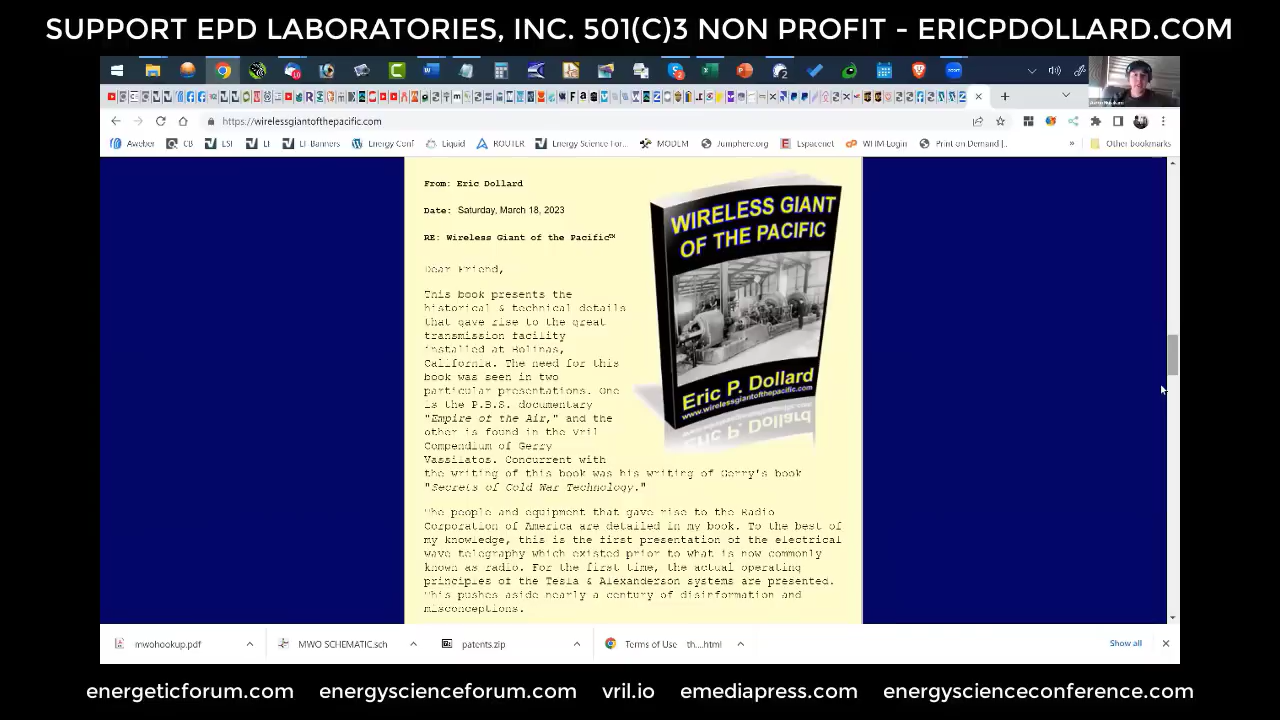 SUPPORT EPD LABORATORIES, INC. 501(C)3 NON PROFIT - ERICPDOLLARD.COM
https://wirelessgiantofthepacific.com
Aweber CB ESI EF EF Banners Energy Conf Liquid ROUTER Energy Science For... MODEM Jumphere.org Espacenet WHM Login Print on Demand | » Other bookmarks
From: Eric Dollard
Date: Saturday, March 18, 2023
RE: Wireless Giant of the Pacific™
WIRELESS GIANT
OF THE PACIFIC
Eric P. Dollard
www.wirelessgiantofthepacific.com
Dear Friend,
This book presents the
historical & technical details
that gave rise to the great
transmission facility
installed at Bolinas,
California. The need for this
book was seen in two
particular presentations. One
is the P.B.S. documentary
"Empire of the Air," and the
other is found in the Vril
Compendium of Gerry
Vassilatos. Concurrent with
the writing of this book was his writing of Gerry's book
"Secrets of Cold War Technology."
The people and equipment that gave rise to the Radio
Corporation of America are detailed in my book. To the best of
my knowledge, this is the first presentation of the electrical
wave telegraphy which existed prior to what is now commonly
known as radio. For the first time, the actual operating
principles of the Tesla & Alexanderson systems are presented.
This pushes aside nearly a century of disinformation and
misconceptions.
mwohookup.pdf MWO SCHEMATIC.sch patents.zip Terms of Use th....html Show all
energeticforum.com energyscienceforum.com vril.io emediapress.com energyscienceconference.com